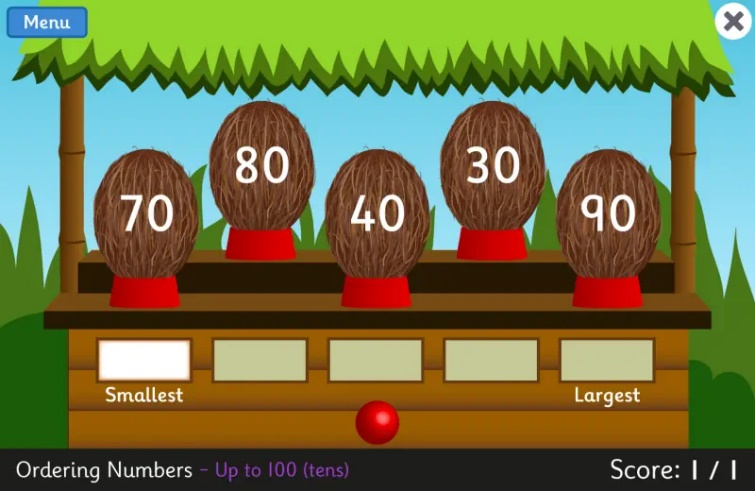 Menu
80 30
70 40 90
Smallest Largest
Ordering Numbers - Up to 100 (tens) Score: 1 / 1